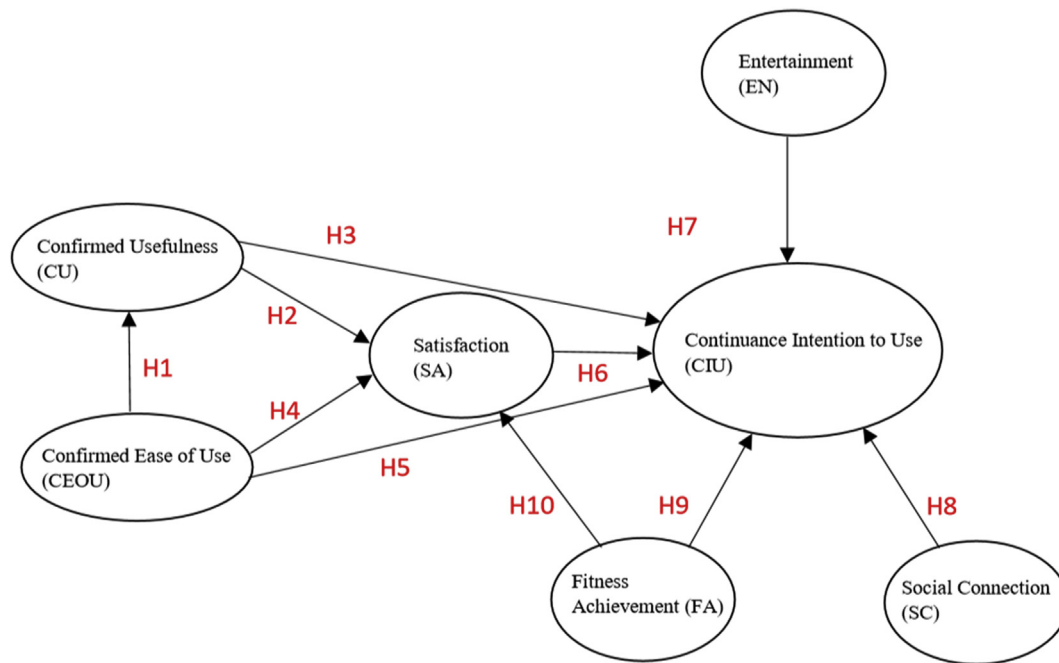 Entertainment
(EN)
H7
H3
Confirmed Usefulness
(CU)
H2
Satisfaction
(SA)
Continuance Intention to Use
(CIU)
H1
H6
H4
Confirmed Ease of Use
(CEOU)
H5
H10
H9
H8
Fitness
Achievement (FA)
Social Connection
(SC)